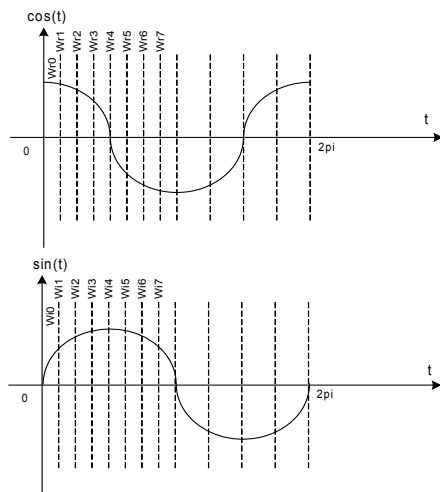 cos(t)
Wr0
Wr1
Wr2
Wr3
Wr4
Wr5
Wr6
Wr7
t
0
2pi
sin(t)
Wi0
Wi1
Wi2
Wi3
Wi4
Wi5
Wi6
Wi7
t
0
2pi